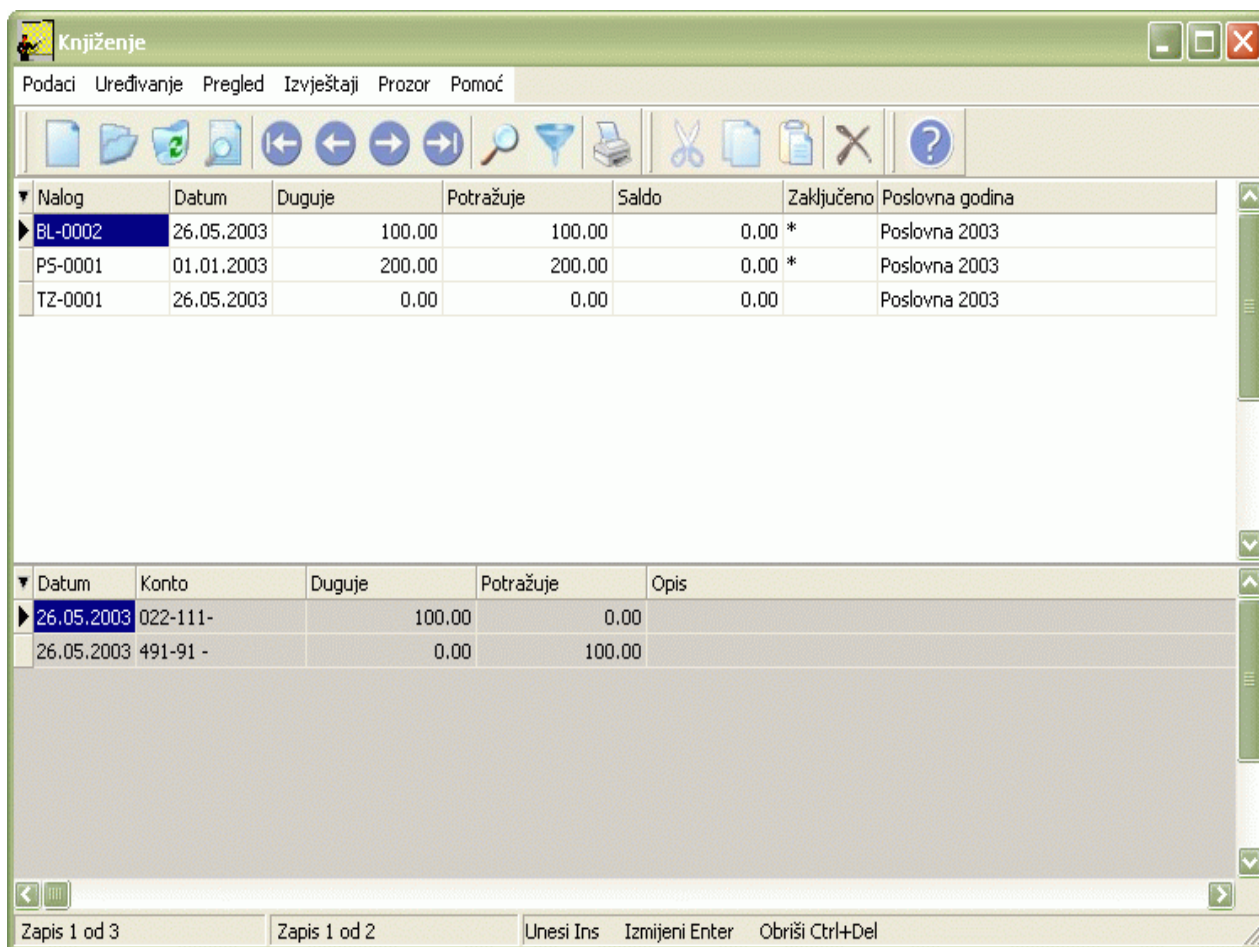 Knjiženje
Podaci Uređivanje Pregled Izvještaji Prozor Pomoć
Nalog Datum Duguje Potražuje Saldo Zaključeno Poslovna godina
BL-0002 26.05.2003 100.00 100.00 0.00 * Poslovna 2003
PS-0001 01.01.2003 200.00 200.00 0.00 * Poslovna 2003
TZ-0001 26.05.2003 0.00 0.00 0.00 Poslovna 2003
Datum Konto Duguje Potražuje Opis
26.05.2003 022-111- 100.00 0.00
26.05.2003 491-91 - 0.00 100.00
Zapis 1 od 3 Zapis 1 od 2 Unesi Ins Izmijeni Enter Obriši Ctrl+Del